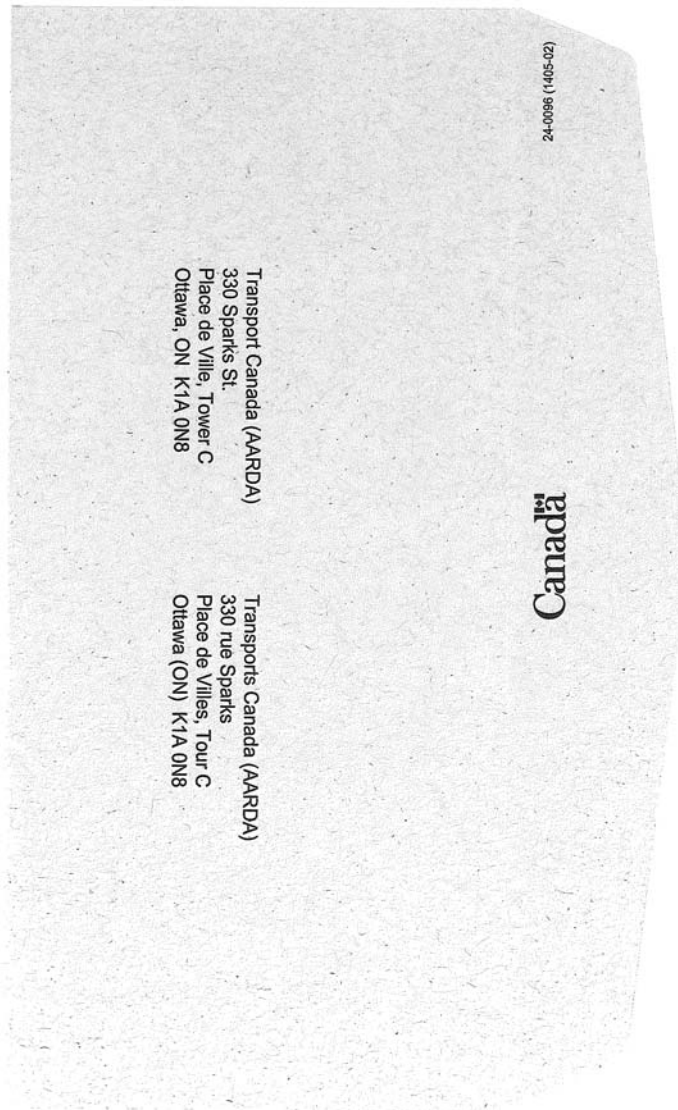 24-0096 (1405-02)
Canada
Transport Canada (AARDA)
330 Sparks St.
Place de Ville, Tower C
Ottawa, ON K1A 0N8
Transports Canada (AARDA)
330 rue Sparks
Place de Villes, Tour C
Ottawa (ON) K1A 0N8